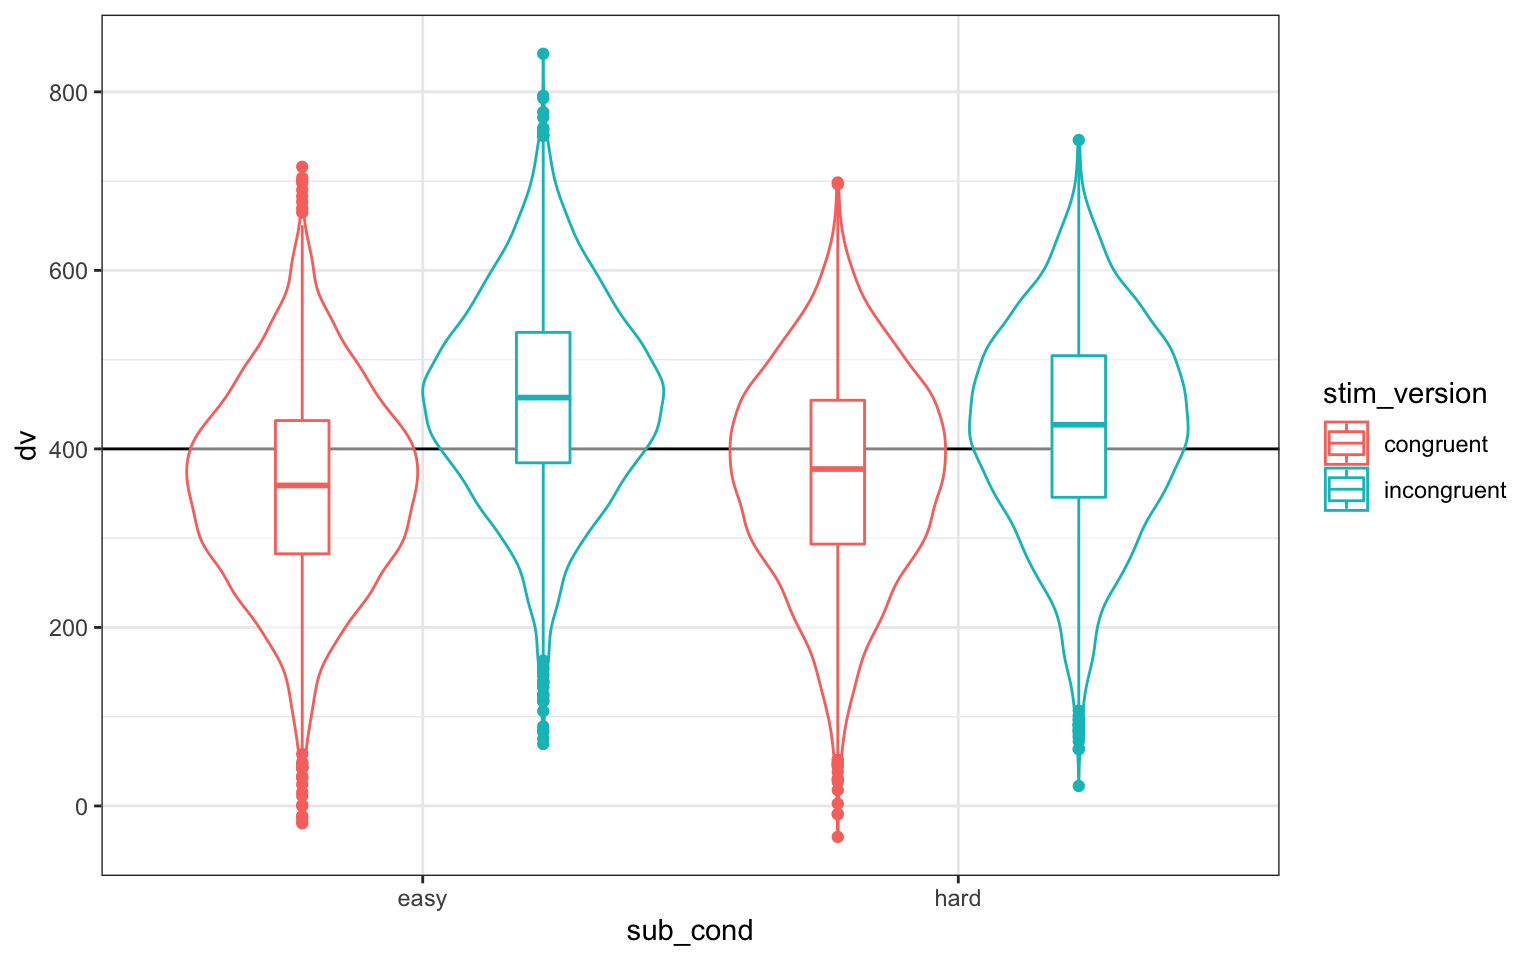 800
600
400
200
0
dv
easy
hard
sub_cond
stim_version
congruent
incongruent